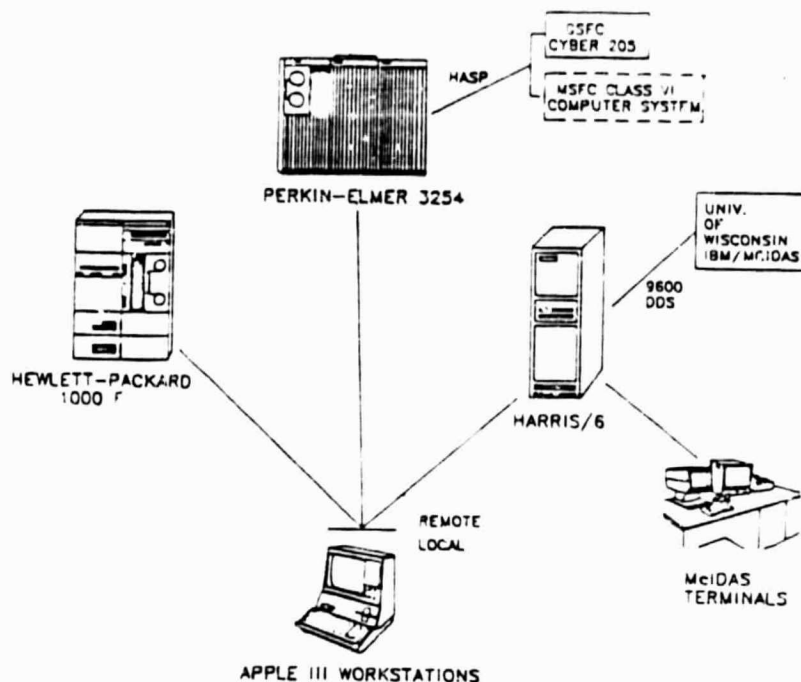 GSFC
CYBER 205
HASP
MSFC CLASS VI
COMPUTER SYSTEM
PERKIN-ELMER 3254
UNIV.
OF
WISCONSIN
IBM/McIDAS
9600
DDS
HEWLETT-PACKARD
1000 F
HARRIS/6
REMOTE
LOCAL
McIDAS
TERMINALS
APPLE III WORKSTATIONS